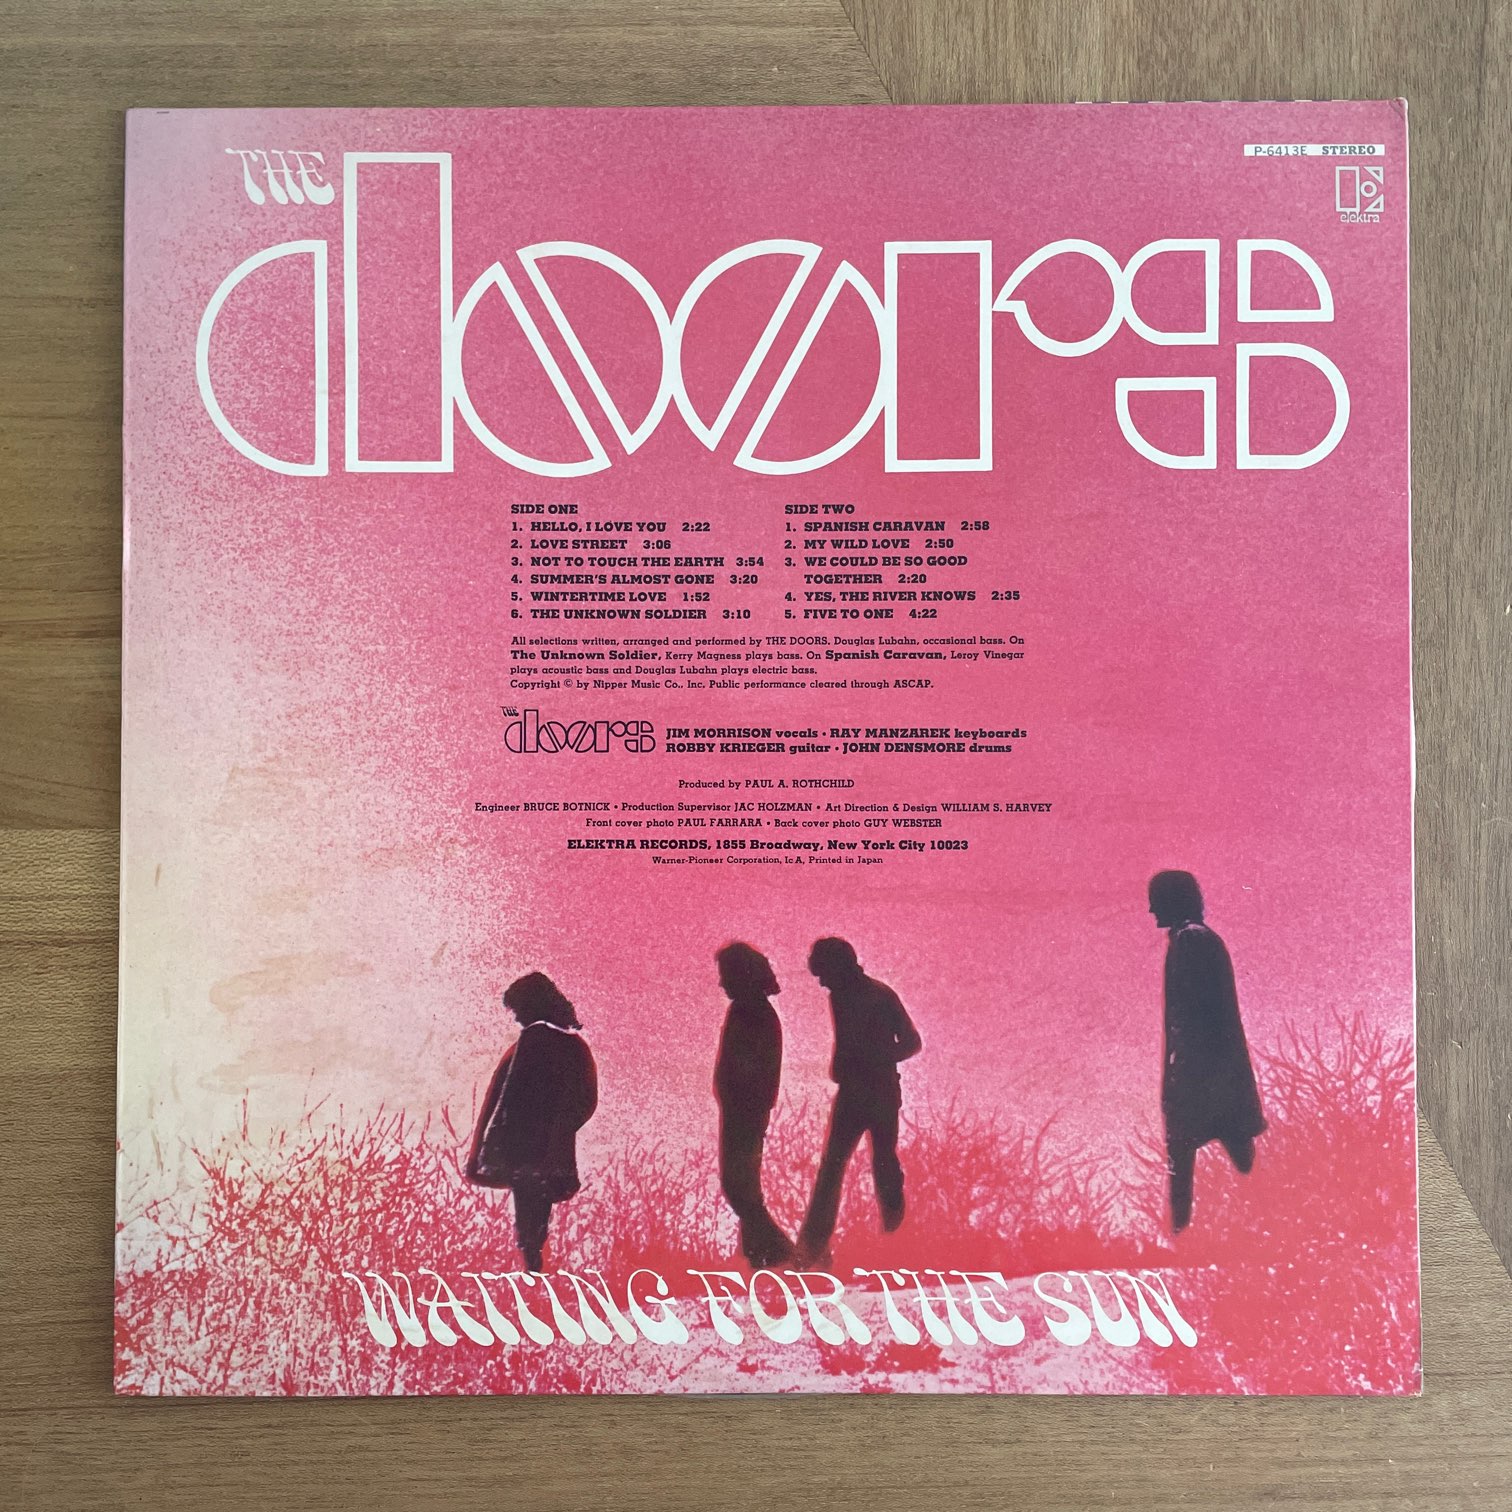 THE
doors
P-6413E STEREO
elektra
SIDE ONE
1. HELLO, I LOVE YOU 2:22
2. LOVE STREET 3:06
3. NOT TO TOUCH THE EARTH 3:54
4. SUMMER'S ALMOST GONE 3:20
5. WINTERTIME LOVE 1:52
6. THE UNKNOWN SOLDIER 3:10
SIDE TWO
1. SPANISH CARAVAN 2:58
2. MY WILD LOVE 2:50
3. WE COULD BE SO GOOD
TOGETHER 2:20
4. YES, THE RIVER KNOWS 2:35
5. FIVE TO ONE 4:22
All selections written, arranged and performed by THE DOORS. Douglas Lubahn, occasional bass. On
The Unknown Soldier, Kerry Magness plays bass. On Spanish Caravan, Leroy Vinegar
plays acoustic bass and Douglas Lubahn plays electric bass.
Copyright © by Nipper Music Co., Inc. Public performance cleared through ASCAP.
THE
doors
JIM MORRISON vocals • RAY MANZAREK keyboards
ROBBY KRIEGER guitar • JOHN DENSMORE drums
Produced by PAUL A. ROTHCHILD
Engineer BRUCE BOTNICK • Production Supervisor JAC HOLZMAN • Art Direction & Design WILLIAM S. HARVEY
Front cover photo PAUL FARRARA • Back cover photo GUY WEBSTER
ELEKTRA RECORDS, 1855 Broadway, New York City 10023
Warner-Pioneer Corporation, Ic A, Printed in Japan
WAITING FOR THE SUN